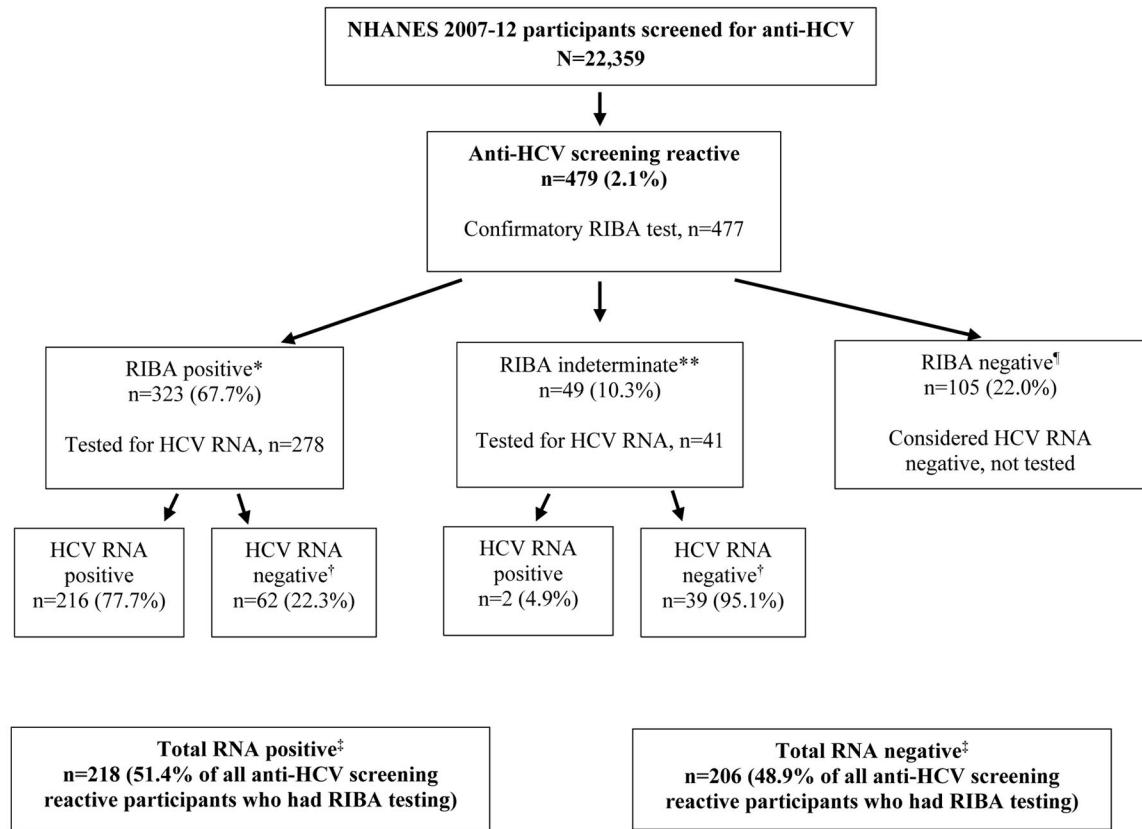 NHANES 2007-12 participants screened for anti-HCV
N=22,359
Anti-HCV screening reactive
n=479 (2.1%)
Confirmatory RIBA test, n=477
RIBA positive*
n=323 (67.7%)
Tested for HCV RNA, n=278
RIBA indeterminate**
n=49 (10.3%)
Tested for HCV RNA, n=41
RIBA negative¶
n=105 (22.0%)
Considered HCV RNA
negative, not tested
HCV RNA
positive
n=216 (77.7%)
HCV RNA
negative†
n=62 (22.3%)
HCV RNA
positive
n=2 (4.9%)
HCV RNA
negative†
n=39 (95.1%)
Total RNA positive‡
n=218 (51.4% of all anti-HCV screening
reactive participants who had RIBA testing)
Total RNA negative‡
n=206 (48.9% of all anti-HCV screening
reactive participants who had RIBA testing)